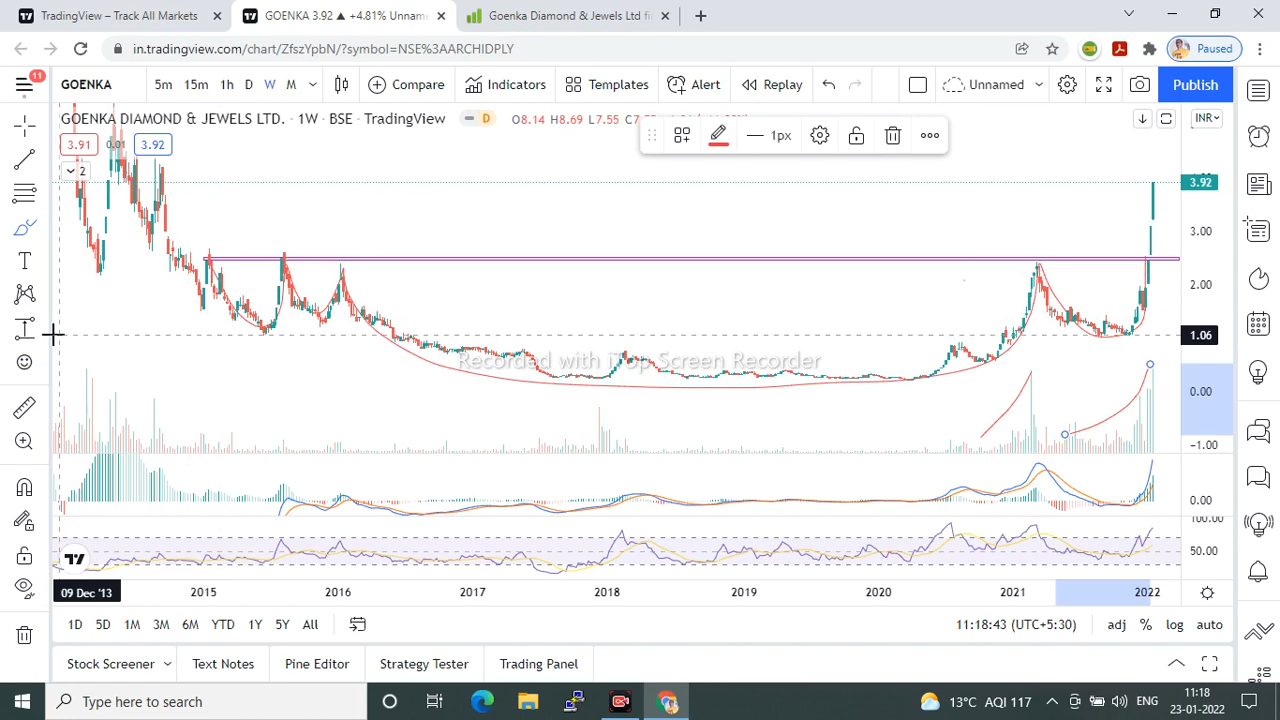 TradingView – Track All Markets
GOENKA 3.92 ▲ +4.81% Unnam
Goenka Diamond & Jewels Ltd fi
in.tradingview.com/chart/ZfszYpbN/?symbol=NSE%3AARCHIDPLY
Paused
11
GOENKA
5m 15m 1h D W M
Compare
Indicators
Templates
Alert
Replay
Unnamed
Publish
GOENKA DIAMOND & JEWELS LTD. · 1W · BSE · TradingView
D
O8.14 H8.69 L7.55
1px
INR
3.91 0.01 3.92
2
3.92
3.00
2.00
1.06
0.00
−1.00
Recorded with iTop Screen Recorder
0.00
100.00
50.00
09 Dec '13 2015 2016 2017 2018 2019 2020 2021 2022
1D 5D 1M 3M 6M YTD 1Y 5Y All
11:18:43 (UTC+5:30)
adj % log auto
Stock Screener
Text Notes
Pine Editor
Strategy Tester
Trading Panel
Type here to search
13°C AQI 117
ENG
11:18
23-01-2022